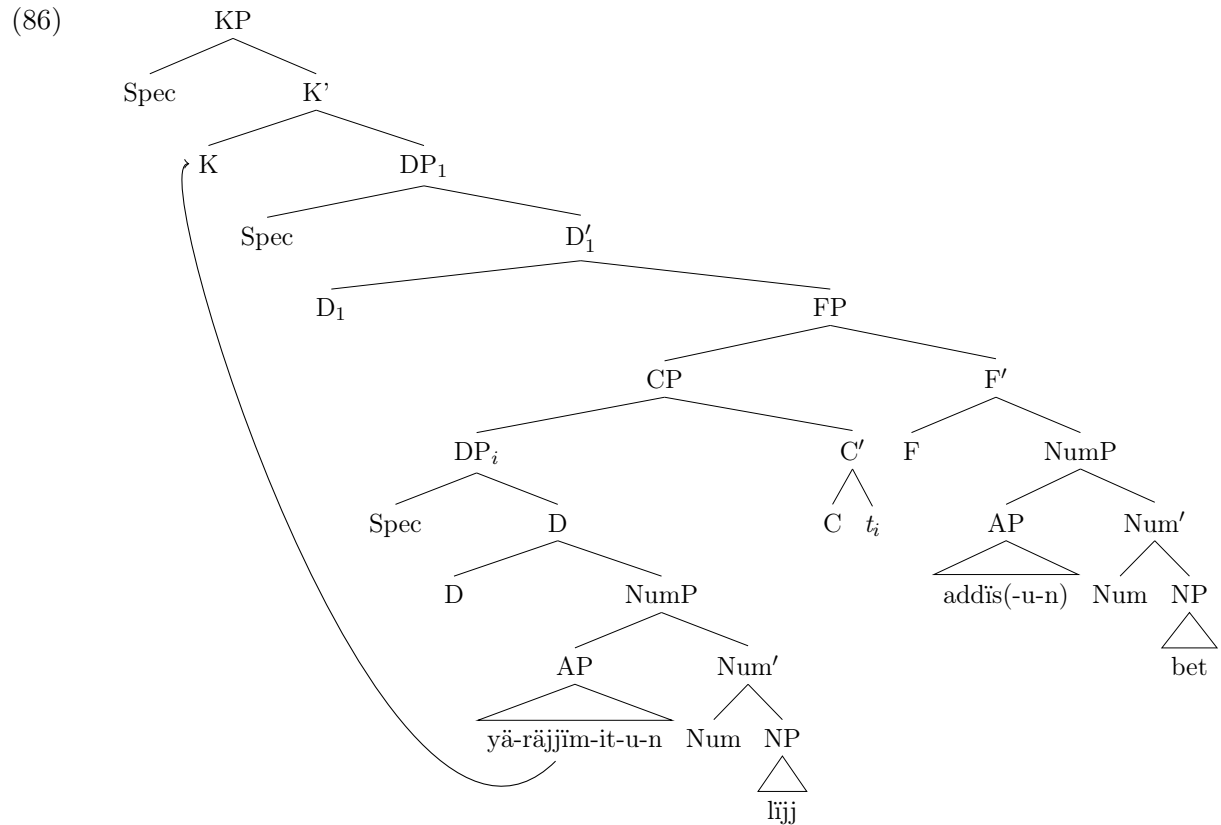 (86)
KP
Spec K’
K DP₁
Spec D′₁
D₁ FP
CP F′
DPᵢ C′ F NumP
Spec D C tᵢ AP Num′
D NumP addïs(-u-n) Num NP
AP Num′ bet
yä-räjjïm-it-u-n Num NP
lïjj